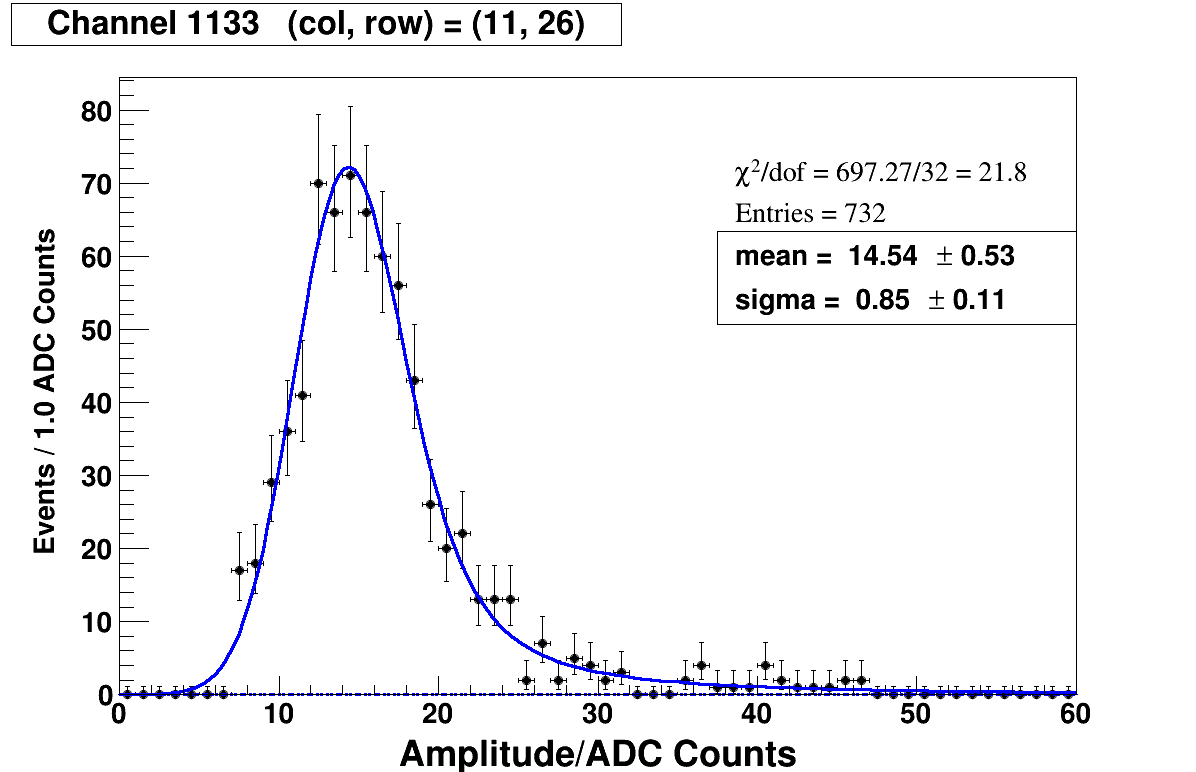 Channel 1133 (col, row) = (11, 26)
80
70
60
50
40
30
20
10
0
Events / 1.0 ADC Counts
χ²/dof = 697.27/32 = 21.8
Entries = 732
mean = 14.54 ± 0.53
sigma = 0.85 ± 0.11
0 10 20 30 40 50 60
Amplitude/ADC Counts